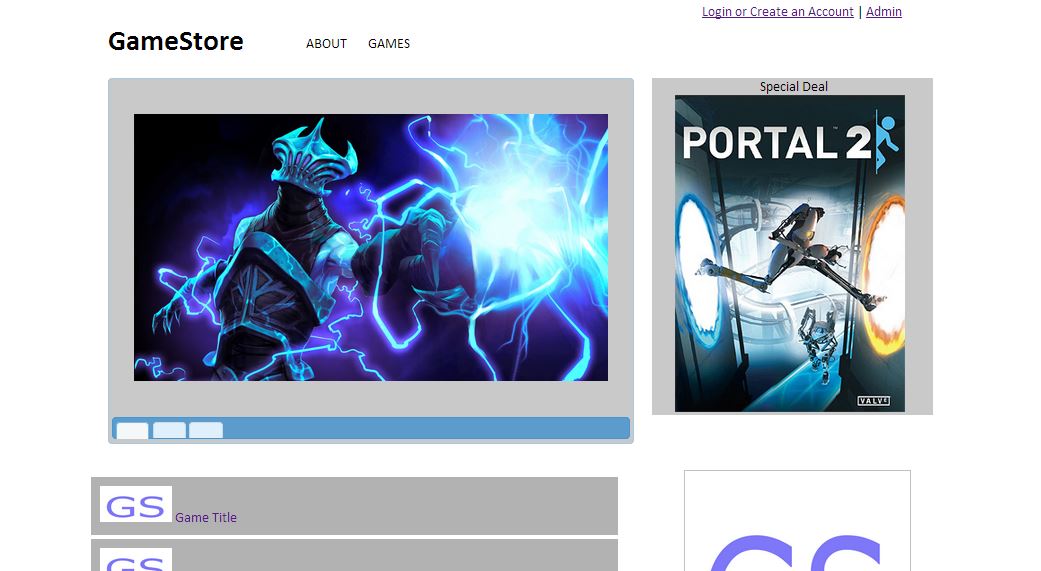 Login or Create an Account | Admin
GameStore
ABOUT GAMES
Special Deal
PORTAL 2
™
VALVE
GS Game Title
GS
GS